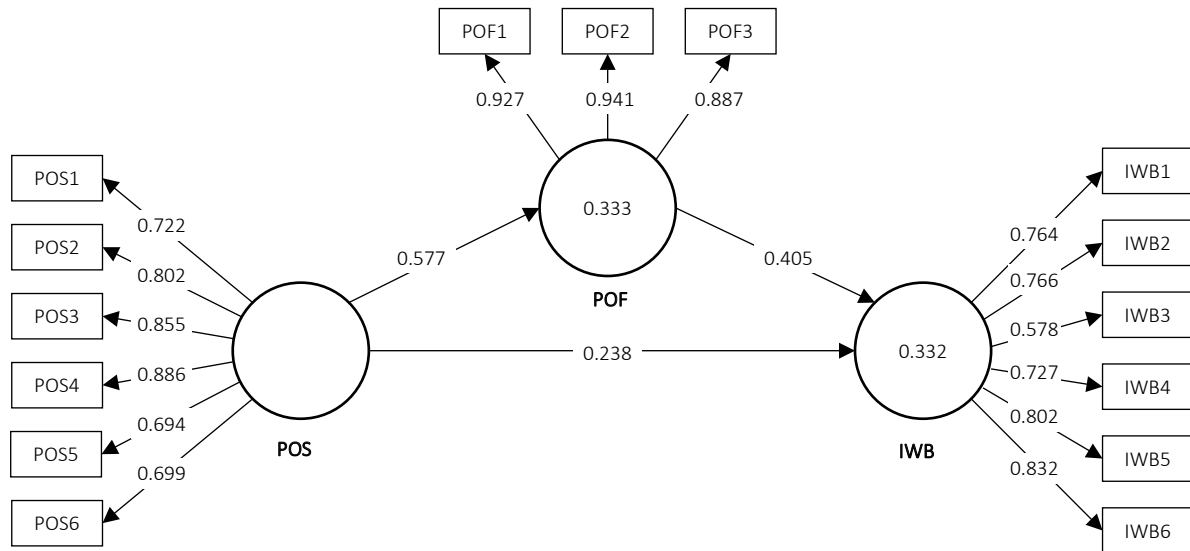 POF1 POF2 POF3
0.927 0.941 0.887
POS1
POS2
POS3
POS4
POS5
POS6
0.722
0.802
0.855
0.886
0.694
0.699
POS
0.577
0.333
POF
0.405
0.238
0.332
IWB
0.764
0.766
0.578
0.727
0.802
0.832
IWB1
IWB2
IWB3
IWB4
IWB5
IWB6